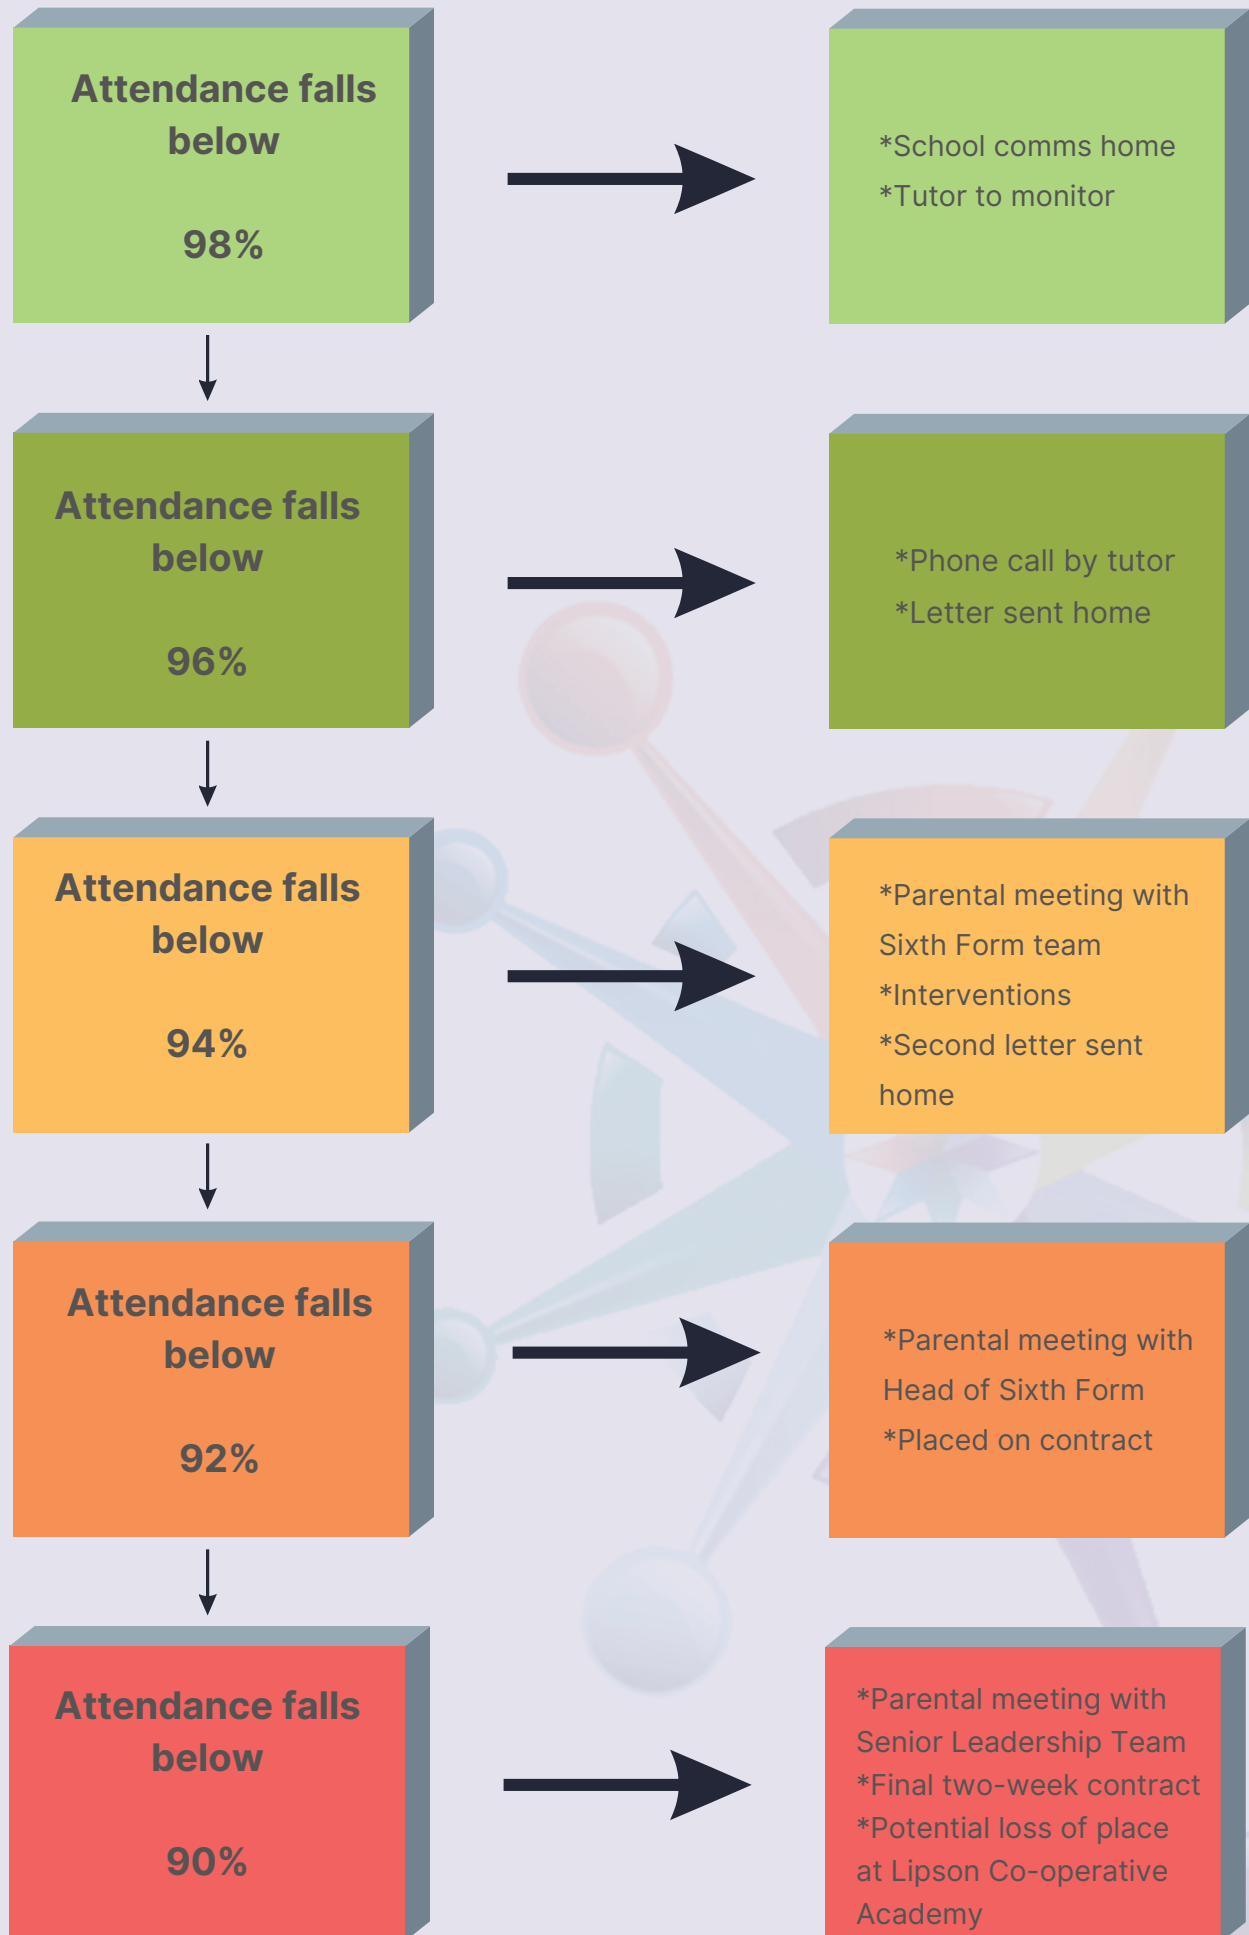 Attendance falls
below
98%
*School comms home
*Tutor to monitor
Attendance falls
below
96%
*Phone call by tutor
*Letter sent home
Attendance falls
below
94%
*Parental meeting with
Sixth Form team
*Interventions
*Second letter sent
home
Attendance falls
below
92%
*Parental meeting with
Head of Sixth Form
*Placed on contract
Attendance falls
below
90%
*Parental meeting with
Senior Leadership Team
*Final two-week contract
*Potential loss of place
at Lipson Co-operative
Academy